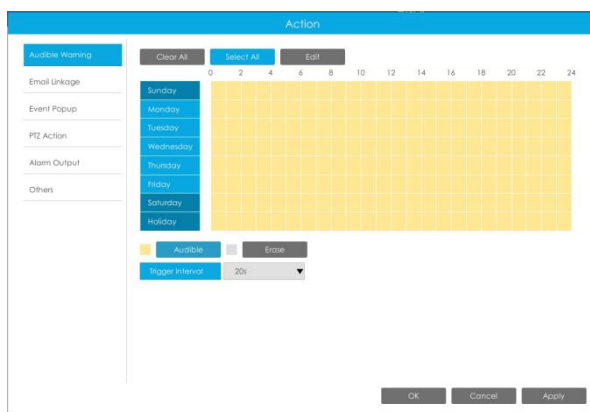 Action
Audible Warning
Email Linkage
Event Popup
PTZ Action
Alarm Output
Others
Clear All Select All Edit
0 2 4 6 8 10 12 14 16 18 20 22 24
Sunday
Monday
Tuesday
Wednesday
Thursday
Friday
Saturday
Holiday
Audible Erase
Trigger Interval 20s
OK Cancel Apply